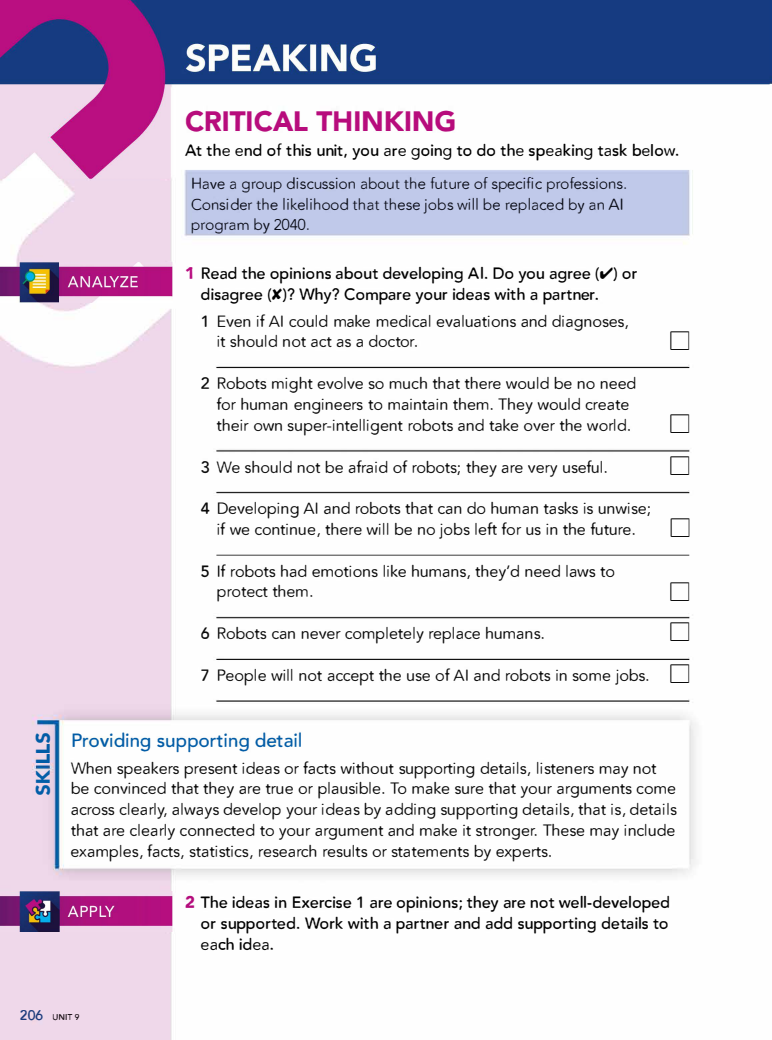 SPEAKING
CRITICAL THINKING
At the end of this unit, you are going to do the speaking task below.
Have a group discussion about the future of specific professions.
Consider the likelihood that these jobs will be replaced by an AI
program by 2040.
ANALYZE
1 Read the opinions about developing AI. Do you agree (✔) or
disagree (✘)? Why? Compare your ideas with a partner.
1 Even if AI could make medical evaluations and diagnoses,
it should not act as a doctor.
2 Robots might evolve so much that there would be no need
for human engineers to maintain them. They would create
their own super-intelligent robots and take over the world.
3 We should not be afraid of robots; they are very useful.
4 Developing AI and robots that can do human tasks is unwise;
if we continue, there will be no jobs left for us in the future.
5 If robots had emotions like humans, they'd need laws to
protect them.
6 Robots can never completely replace humans.
7 People will not accept the use of AI and robots in some jobs.
SKILLS
Providing supporting detail
When speakers present ideas or facts without supporting details, listeners may not
be convinced that they are true or plausible. To make sure that your arguments come
across clearly, always develop your ideas by adding supporting details, that is, details
that are clearly connected to your argument and make it stronger. These may include
examples, facts, statistics, research results or statements by experts.
APPLY
2 The ideas in Exercise 1 are opinions; they are not well-developed
or supported. Work with a partner and add supporting details to
each idea.
206 UNIT 9